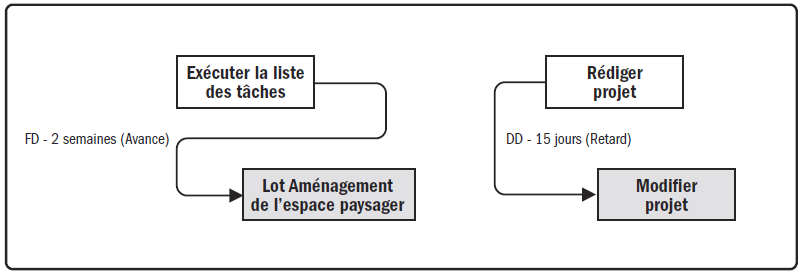 Exécuter la liste
des tâches
FD - 2 semaines (Avance)
Lot Aménagement
de l'espace paysager
Rédiger
projet
DD - 15 jours (Retard)
Modifier
projet